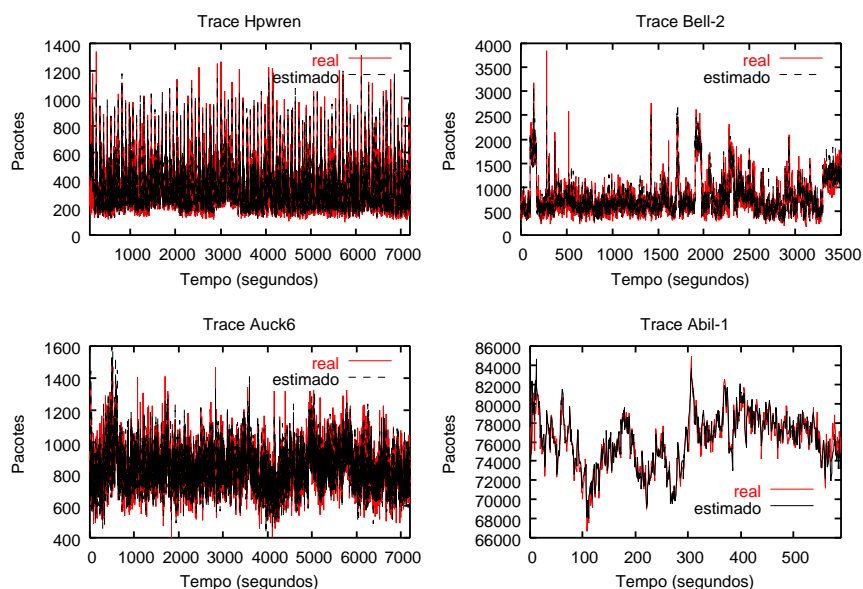 Trace Hpwren
1400
1200
1000
800
600
400
200
0
Pacotes
real
estimado
1000 2000 3000 4000 5000 6000 7000
Tempo (segundos)
Trace Bell-2
4000
3500
3000
2500
2000
1500
1000
500
0
Pacotes
real
estimado
0 500 1000 1500 2000 2500 3000 3500
Tempo (segundos)
Trace Auck6
1600
1400
1200
1000
800
600
400
Pacotes
real
estimado
0 1000 2000 3000 4000 5000 6000 7000
Tempo (segundos)
Trace Abil-1
86000
84000
82000
80000
78000
76000
74000
72000
70000
68000
66000
Pacotes
real
estimado
0 100 200 300 400 500
Tempo (segundos)